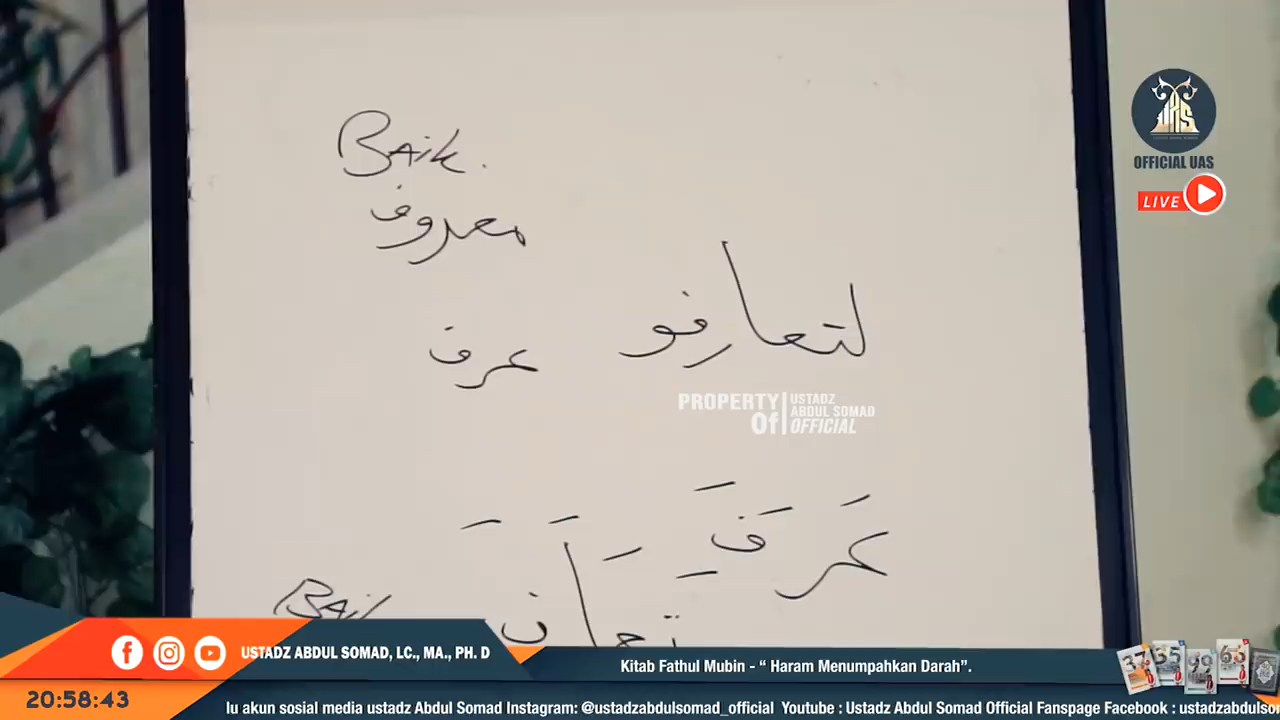 BAik.
معروف
لتعارفو
عرف
عَرَفَ
تعارف
BAik
OFFICIAL UAS
LIVE
PROPERTY Of USTADZ ABDUL SOMAD OFFICIAL
USTADZ ABDUL SOMAD, LC., MA., PH. D
Kitab Fathul Mubin - “ Haram Menumpahkan Darah”.
20:58:43
lu akun sosial media ustadz Abdul Somad Instagram: @ustadzabdulsomad_official Youtube : Ustadz Abdul Somad Official Fanspage Facebook : ustadzabdulso